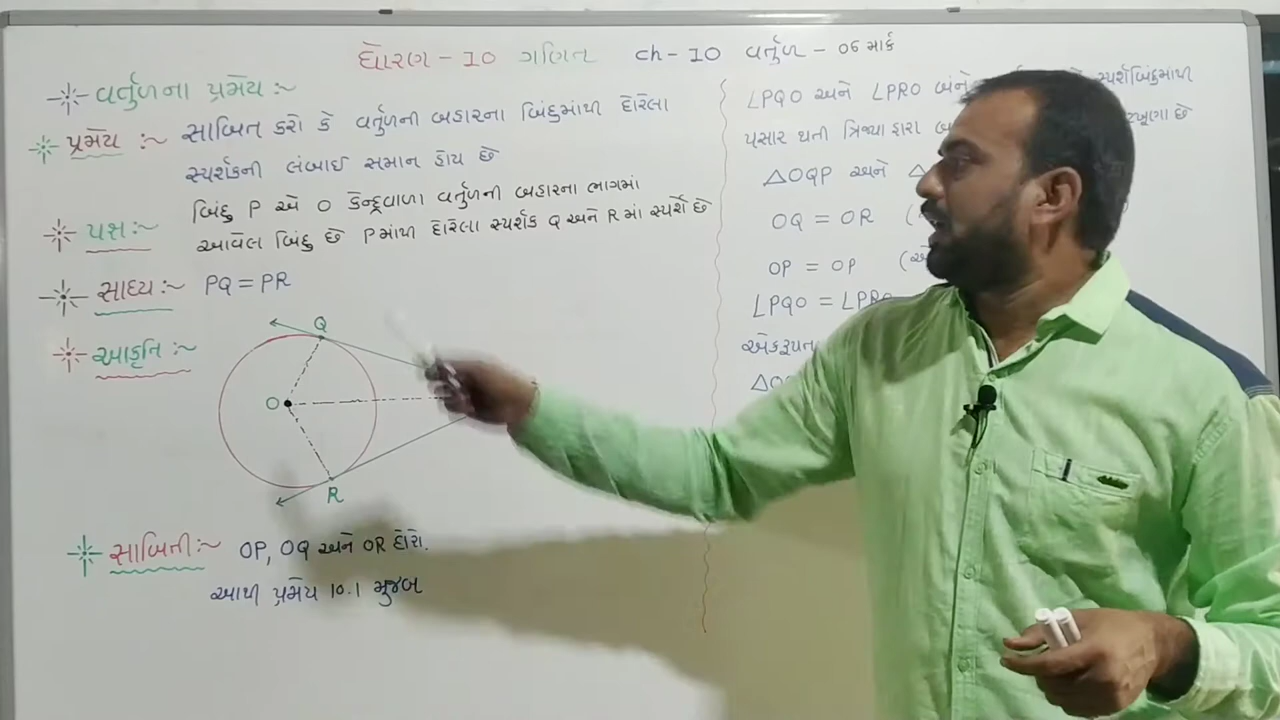 ધોરણ - 10 ગણિત ch - 10 વર્તુળ - 06 માર્ક
વર્તુળના પ્રમેય :~
પ્રમેય :~ સાબિત કરો કે વર્તુળની બહારના બિંદુમાંથી દોરેલા
સ્પર્શકની લંબાઈ સમાન હોય છે
પક્ષ :~ બિંદુ P એ O કેન્દ્રવાળા વર્તુળની બહારના ભાગમાં
આવેલ બિંદુ છે P માંથી દોરેલા સ્પર્શક Q અને R માં સ્પર્શે છે
સાધ્ય :~ PQ = PR
આકૃતિ :~
Q
O
R
સાબિતી :~ OP, OQ અને OR દોરો.
આથી પ્રમેય 10.1 મુજબ
∠PQO અને ∠PRO બંને સ્પર્શબિંદુમાંથી
પસાર થતી ત્રિજ્યા દ્વારા છે
△OQP અને △
OQ = OR (
OP = OP (
∠PQO = ∠PRO
એકરૂપતા